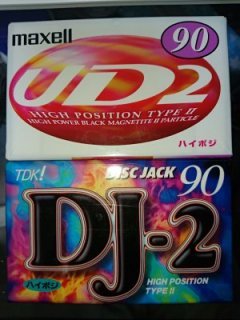 maxell
90
UD2
HIGH POSITION TYPE II
HIGH POWER BLACK MAGNETITE II PARTICLE
ハイポジ
TDK!
DISC JACK
90
DJ-2
ハイポジ
HIGH POSITION
TYPE II